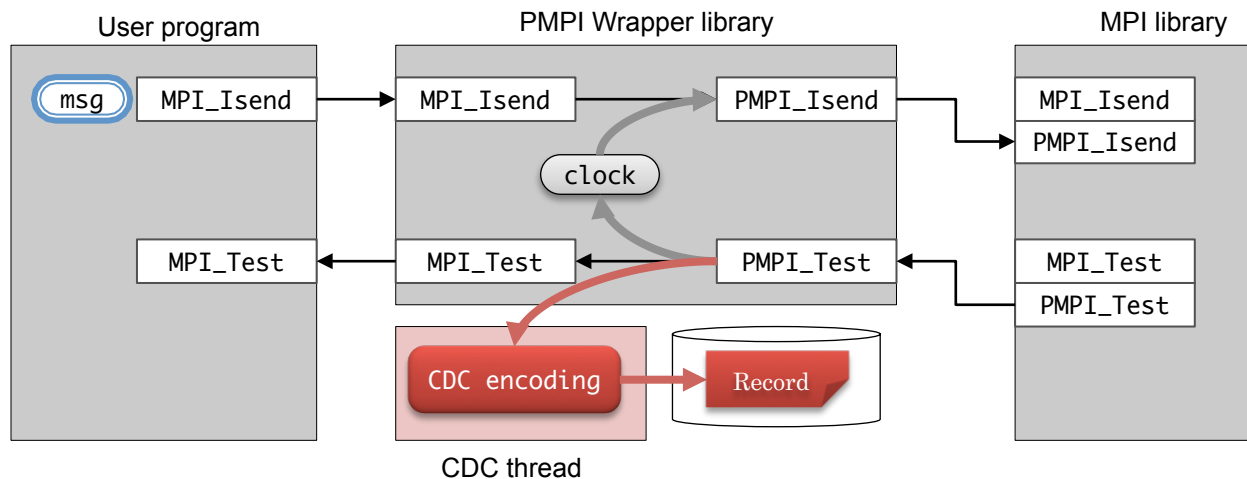 User program
PMPI Wrapper library
MPI library
msg
MPI_Isend
MPI_Isend
PMPI_Isend
MPI_Isend
PMPI_Isend
clock
MPI_Test
MPI_Test
PMPI_Test
MPI_Test
PMPI_Test
CDC encoding
Record
CDC thread